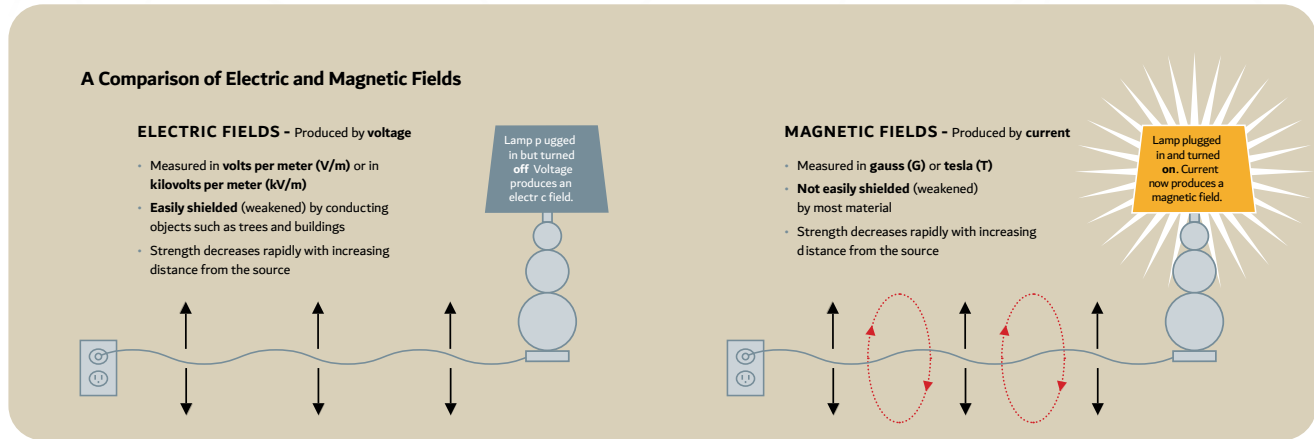 A Comparison of Electric and Magnetic Fields
ELECTRIC FIELDS - Produced by voltage
• Measured in volts per meter (V/m) or in
kilovolts per meter (kV/m)
• Easily shielded (weakened) by conducting
objects such as trees and buildings
• Strength decreases rapidly with increasing
distance from the source
Lamp p ugged
in but turned
off Voltage
produces an
electr c field.
MAGNETIC FIELDS - Produced by current
• Measured in gauss (G) or tesla (T)
• Not easily shielded (weakened)
by most material
• Strength decreases rapidly with increasing
distance from the source
Lamp plugged
in and turned
on. Current
now produces a
magnetic field.